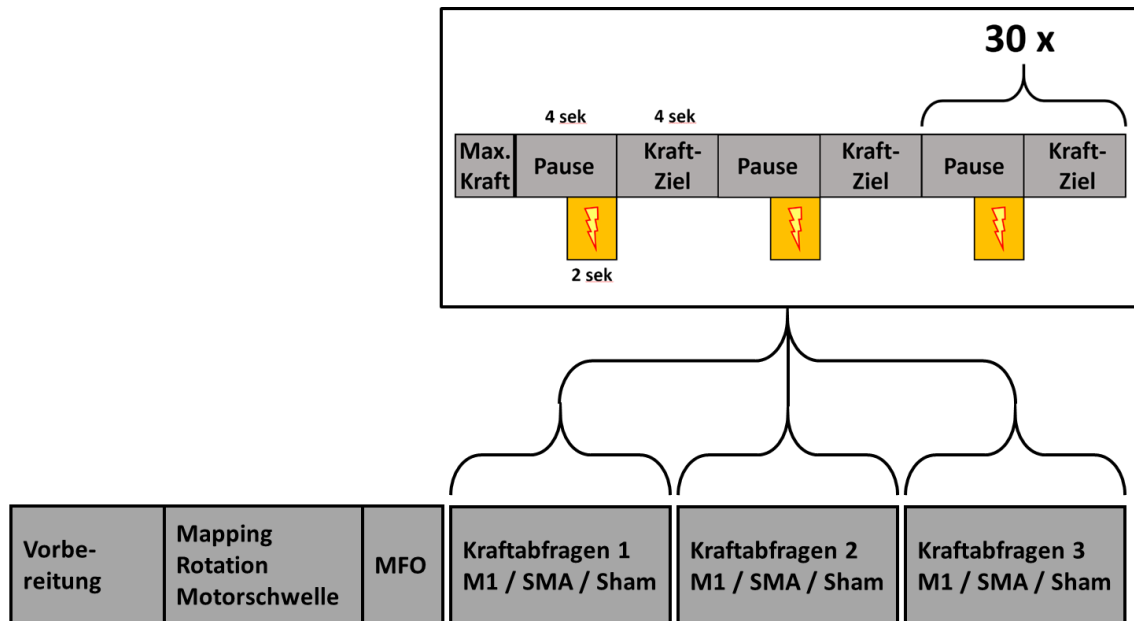 30 x
4 sek
4 sek
Max.
Kraft
Pause
Kraft-
Ziel
Pause
Kraft-
Ziel
Pause
Kraft-
Ziel
2 sek
Vorbe-
reitung
Mapping
Rotation
Motorschwelle
MFO
Kraftabfragen 1
M1 / SMA / Sham
Kraftabfragen 2
M1 / SMA / Sham
Kraftabfragen 3
M1 / SMA / Sham